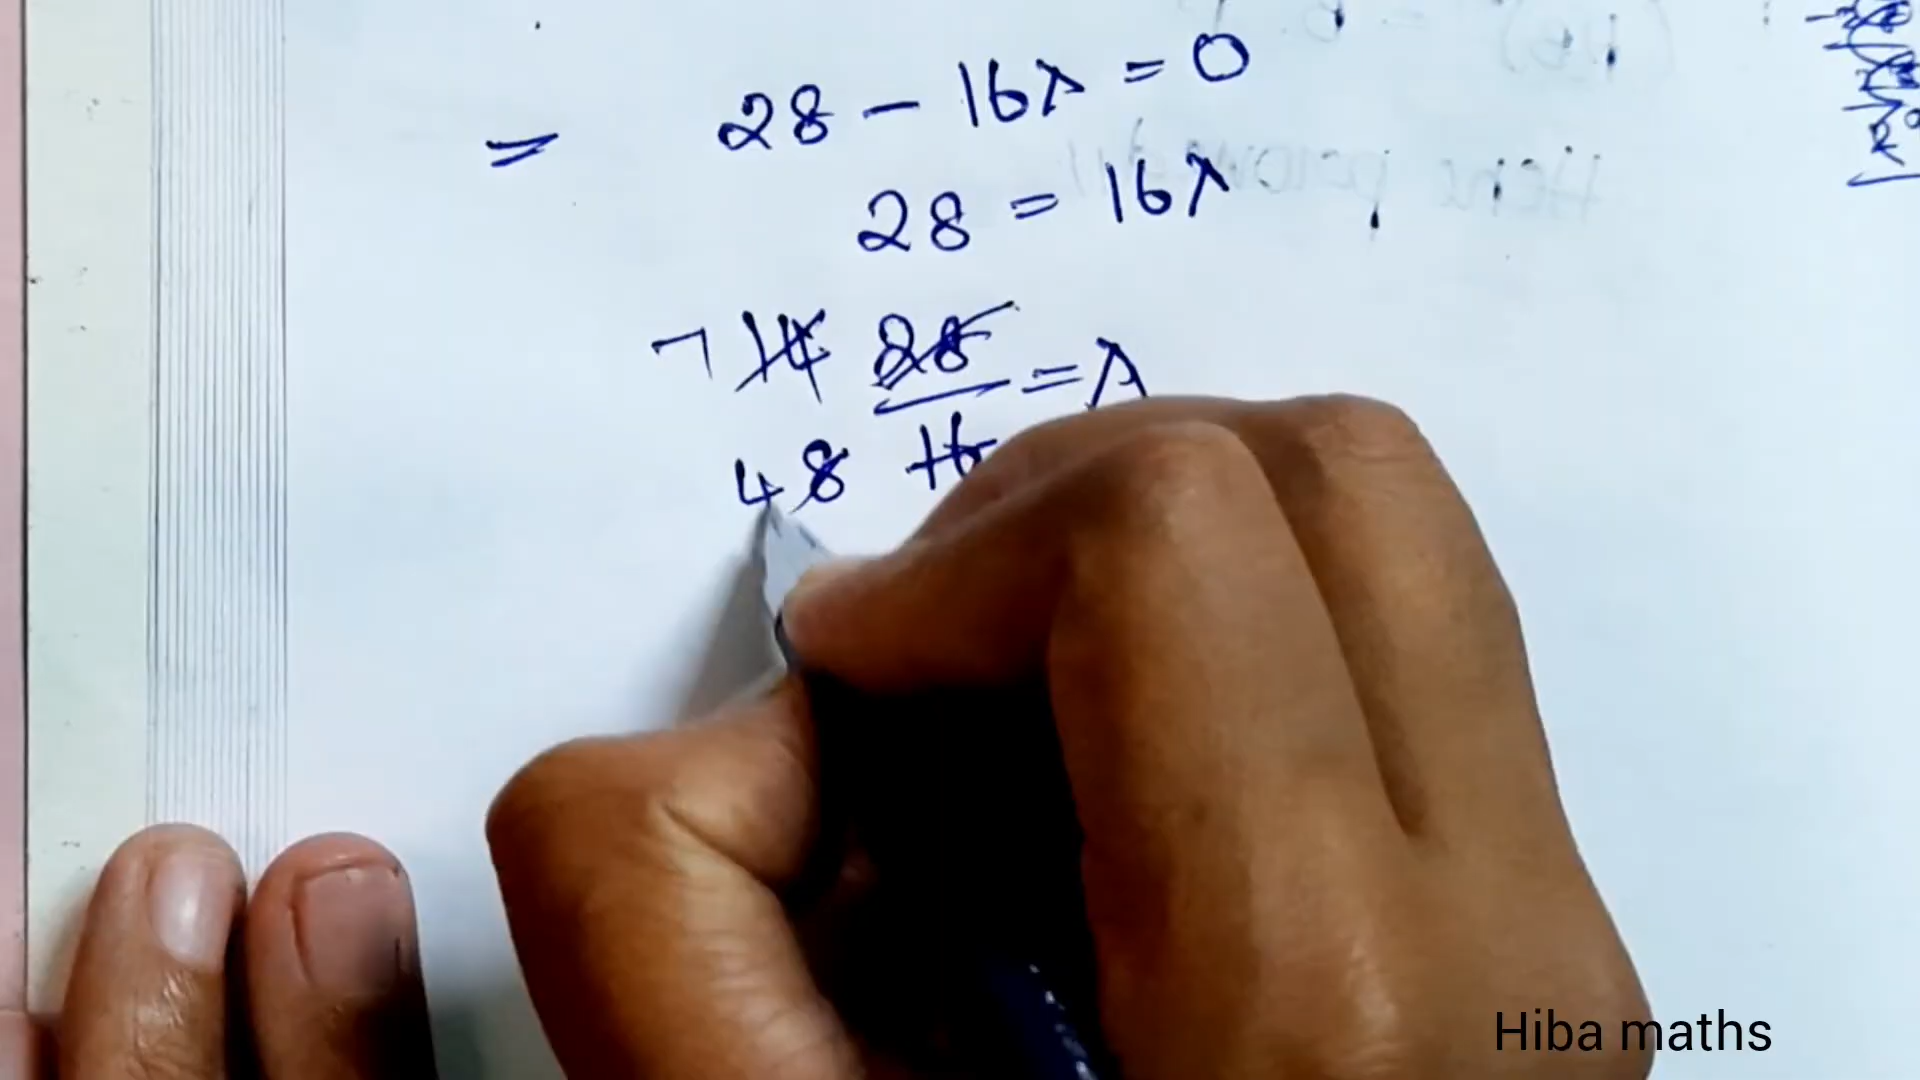 = 28 - 16λ = 0
28 = 16λ
7 14 28 = λ
4 8 16
Hiba maths